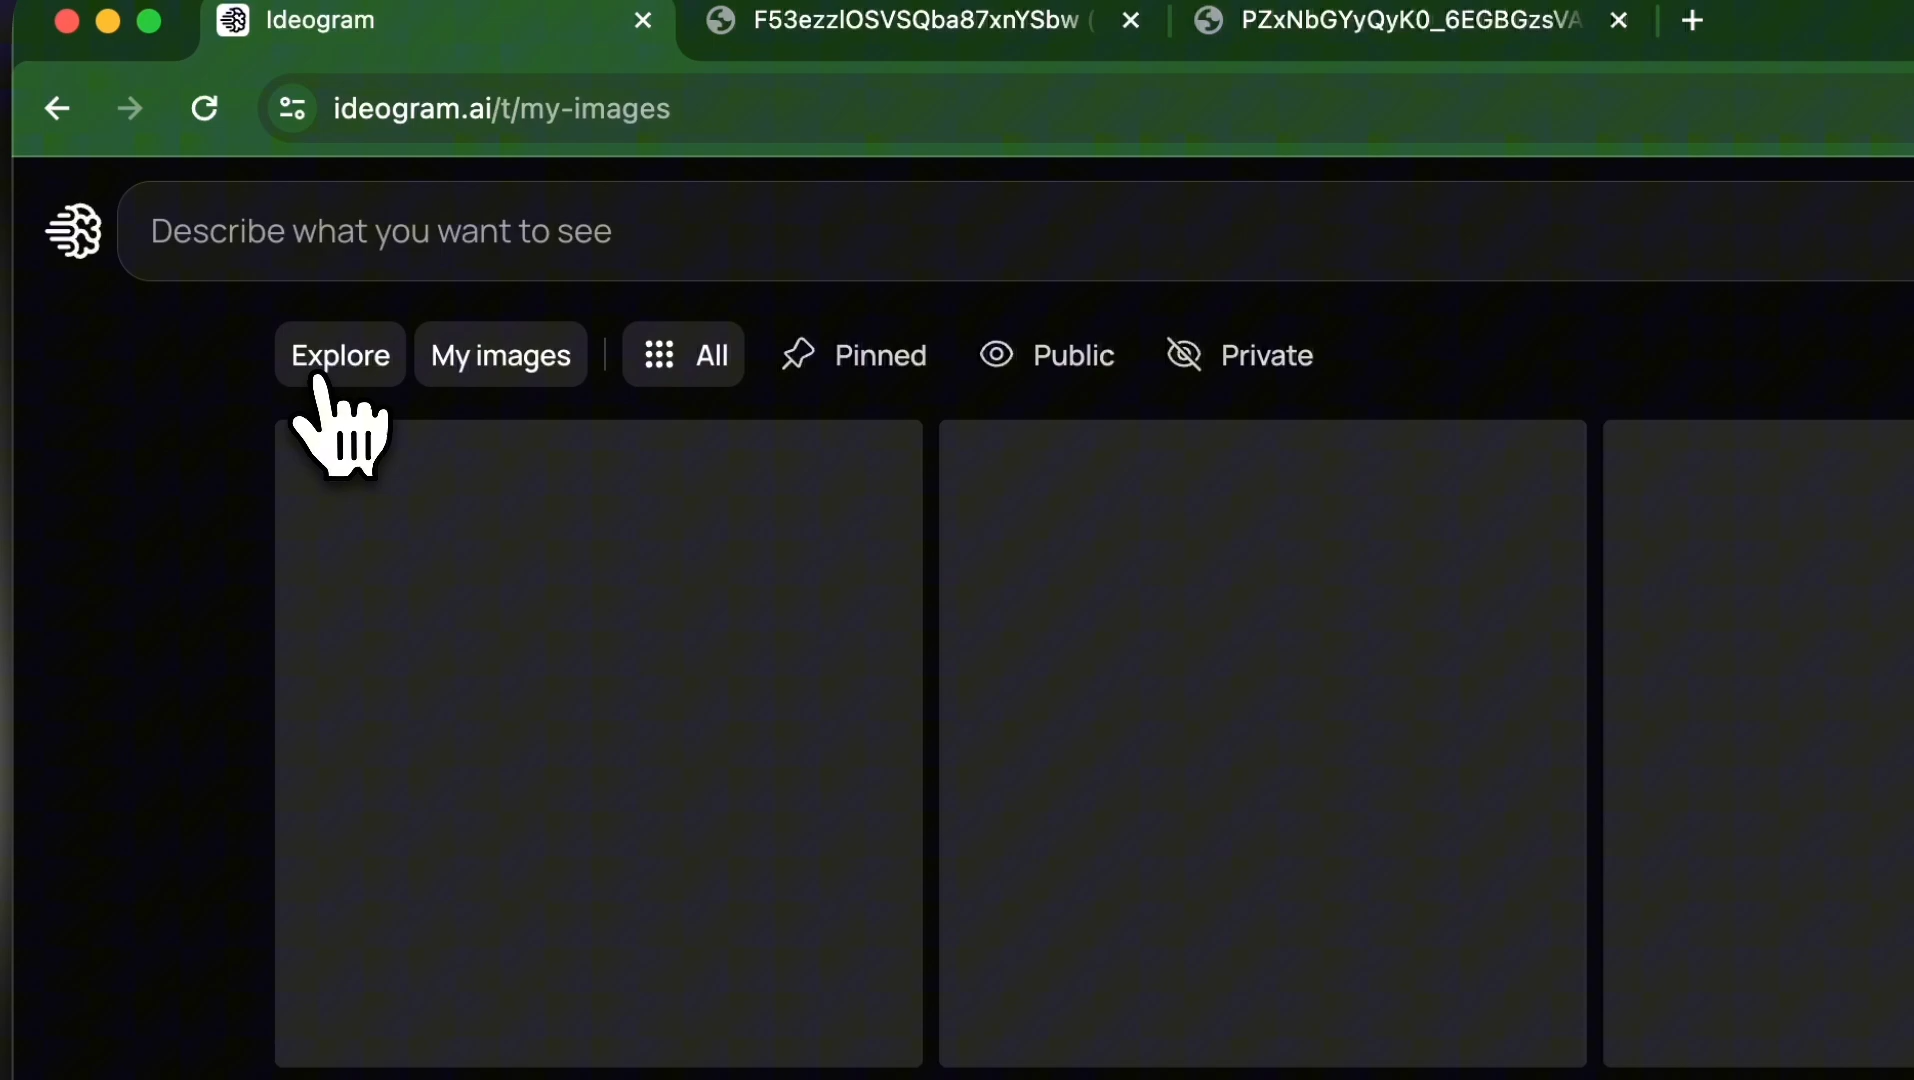 Ideogram
F53ezzIOSVSQba87xnYSbw (
PZxNbGYyQyK0_6EGBGzsVA
ideogram.ai/t/my-images
Describe what you want to see
Explore My images All Pinned Public Private